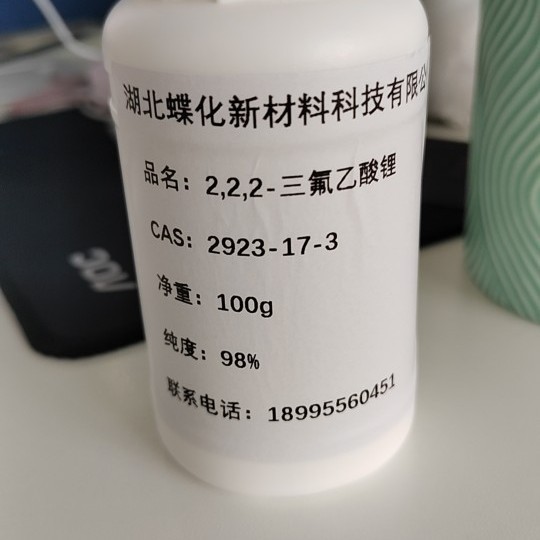 湖北蝶化新材料科技有限公
品名：2,2,2-三氟乙酸锂
CAS：2923-17-3
净重：100g
纯度：98%
联系电话：18995560451
AOC